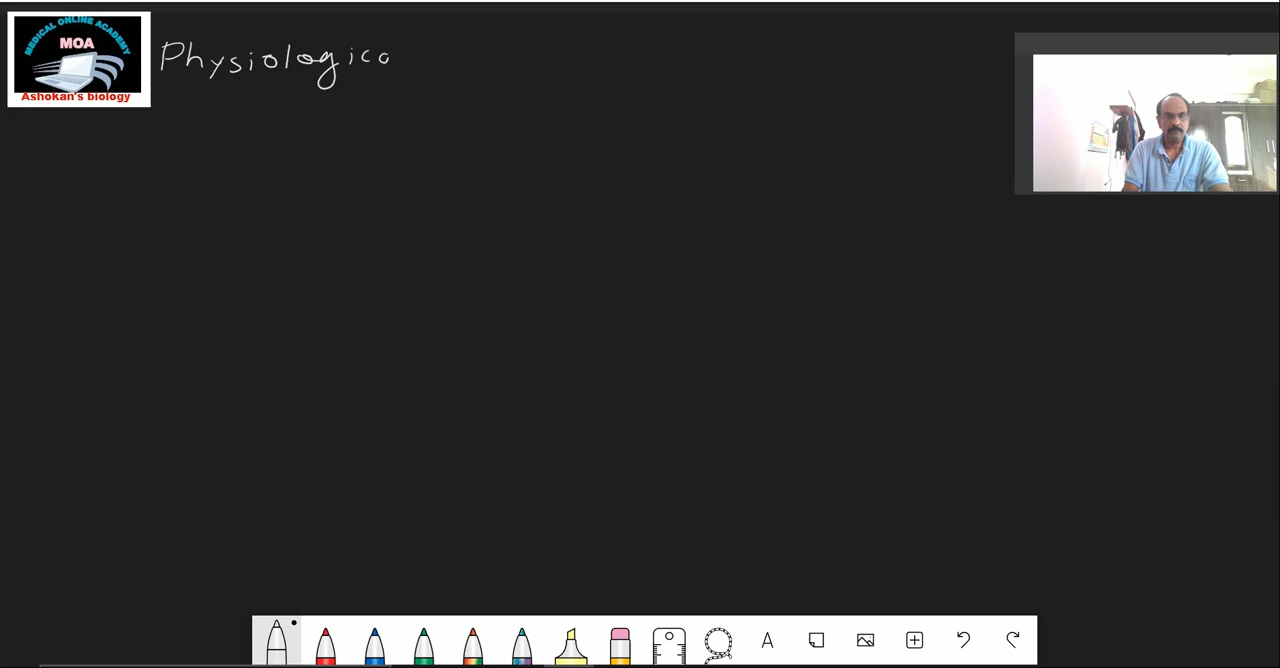 MEDICAL ONLINE ACADEMY
MOA
Ashokan's biology
Physiologica
A